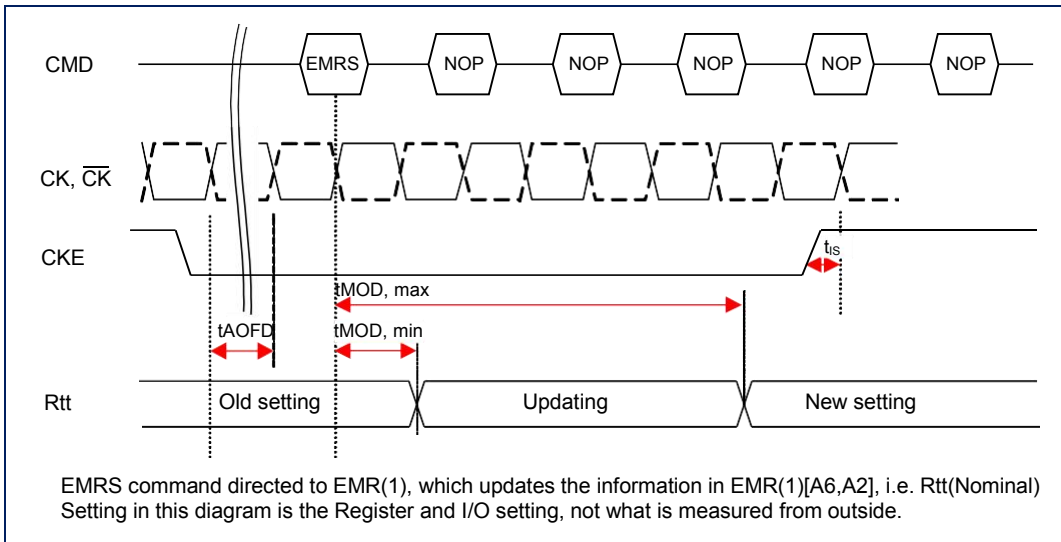 CMD EMRS NOP NOP NOP NOP NOP
CK, C̅K̅
CKE
tIS
tMOD, max
tAOFD tMOD, min
Rtt Old setting Updating New setting
EMRS command directed to EMR(1), which updates the information in EMR(1)[A6,A2], i.e. Rtt(Nominal)
Setting in this diagram is the Register and I/O setting, not what is measured from outside.